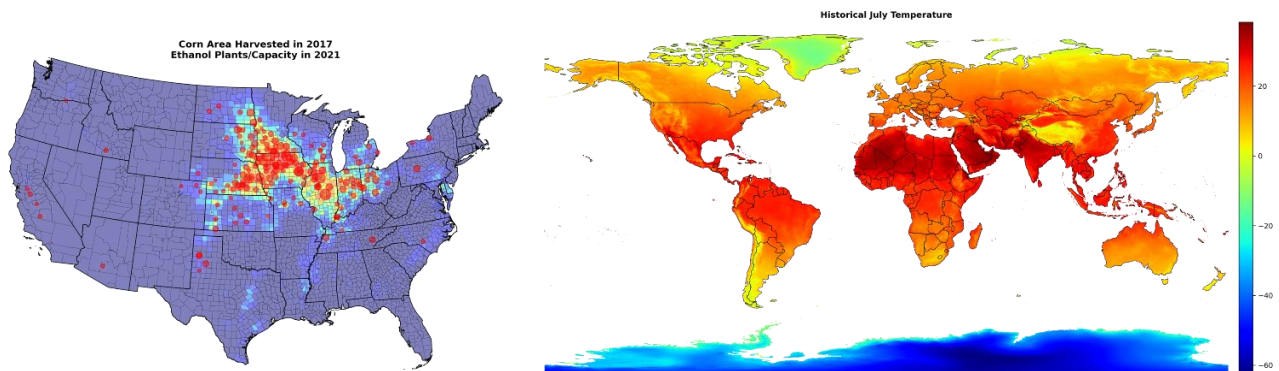 Corn Area Harvested in 2017
Ethanol Plants/Capacity in 2021
Historical July Temperature
20
0
−20
−40
−60